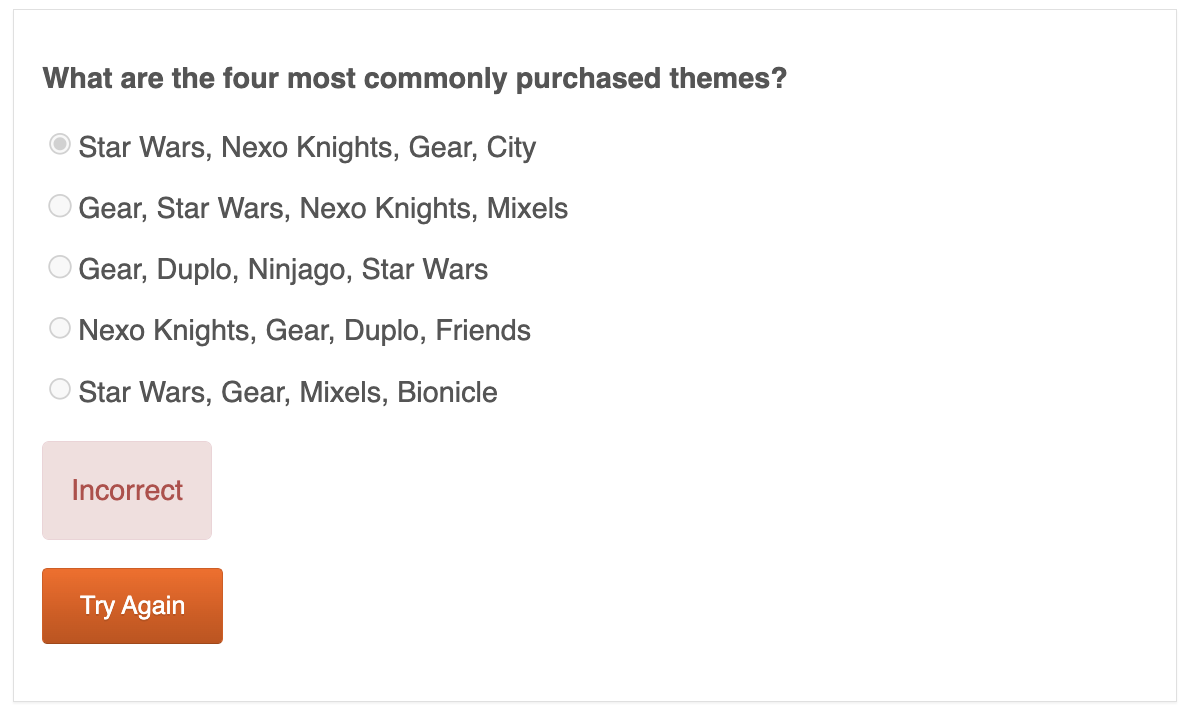 What are the four most commonly purchased themes?
Star Wars, Nexo Knights, Gear, City
Gear, Star Wars, Nexo Knights, Mixels
Gear, Duplo, Ninjago, Star Wars
Nexo Knights, Gear, Duplo, Friends
Star Wars, Gear, Mixels, Bionicle
Incorrect
Try Again